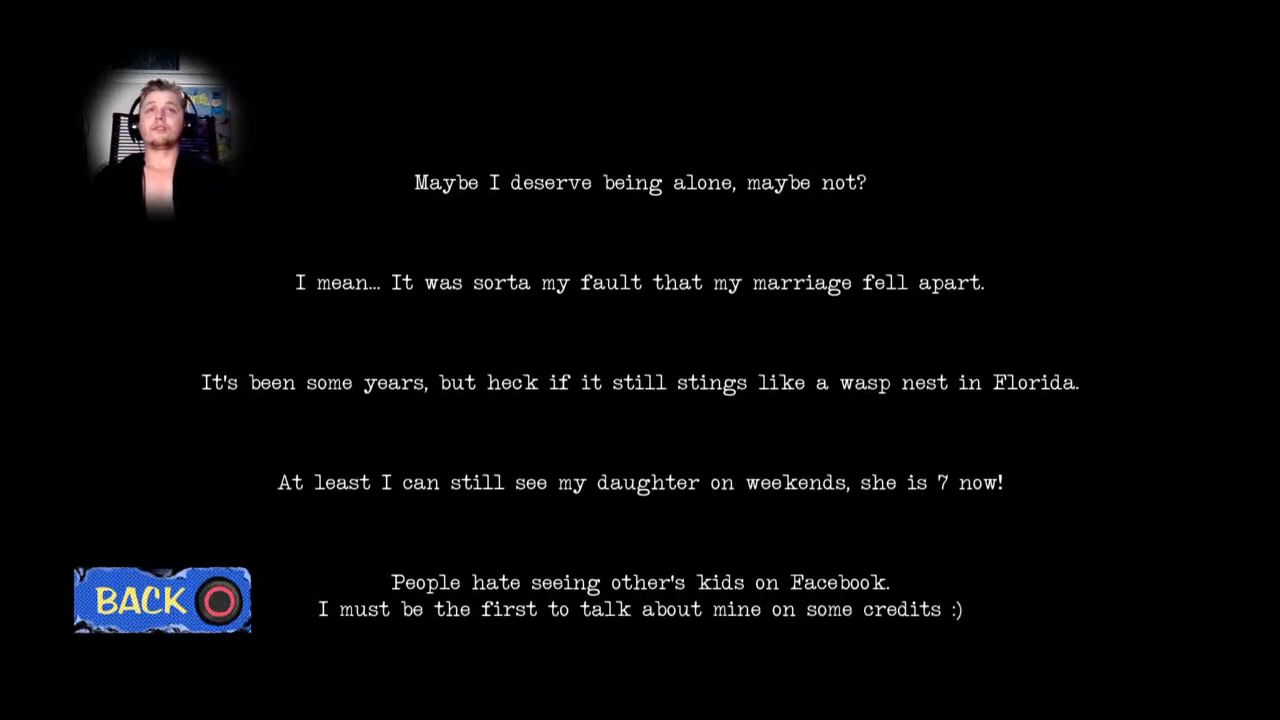 Maybe I deserve being alone, maybe not?
I mean... It was sorta my fault that my marriage fell apart.
It's been some years, but heck if it still stings like a wasp nest in Florida.
At least I can still see my daughter on weekends, she is 7 now!
People hate seeing other's kids on Facebook.
I must be the first to talk about mine on some credits :)
BACK